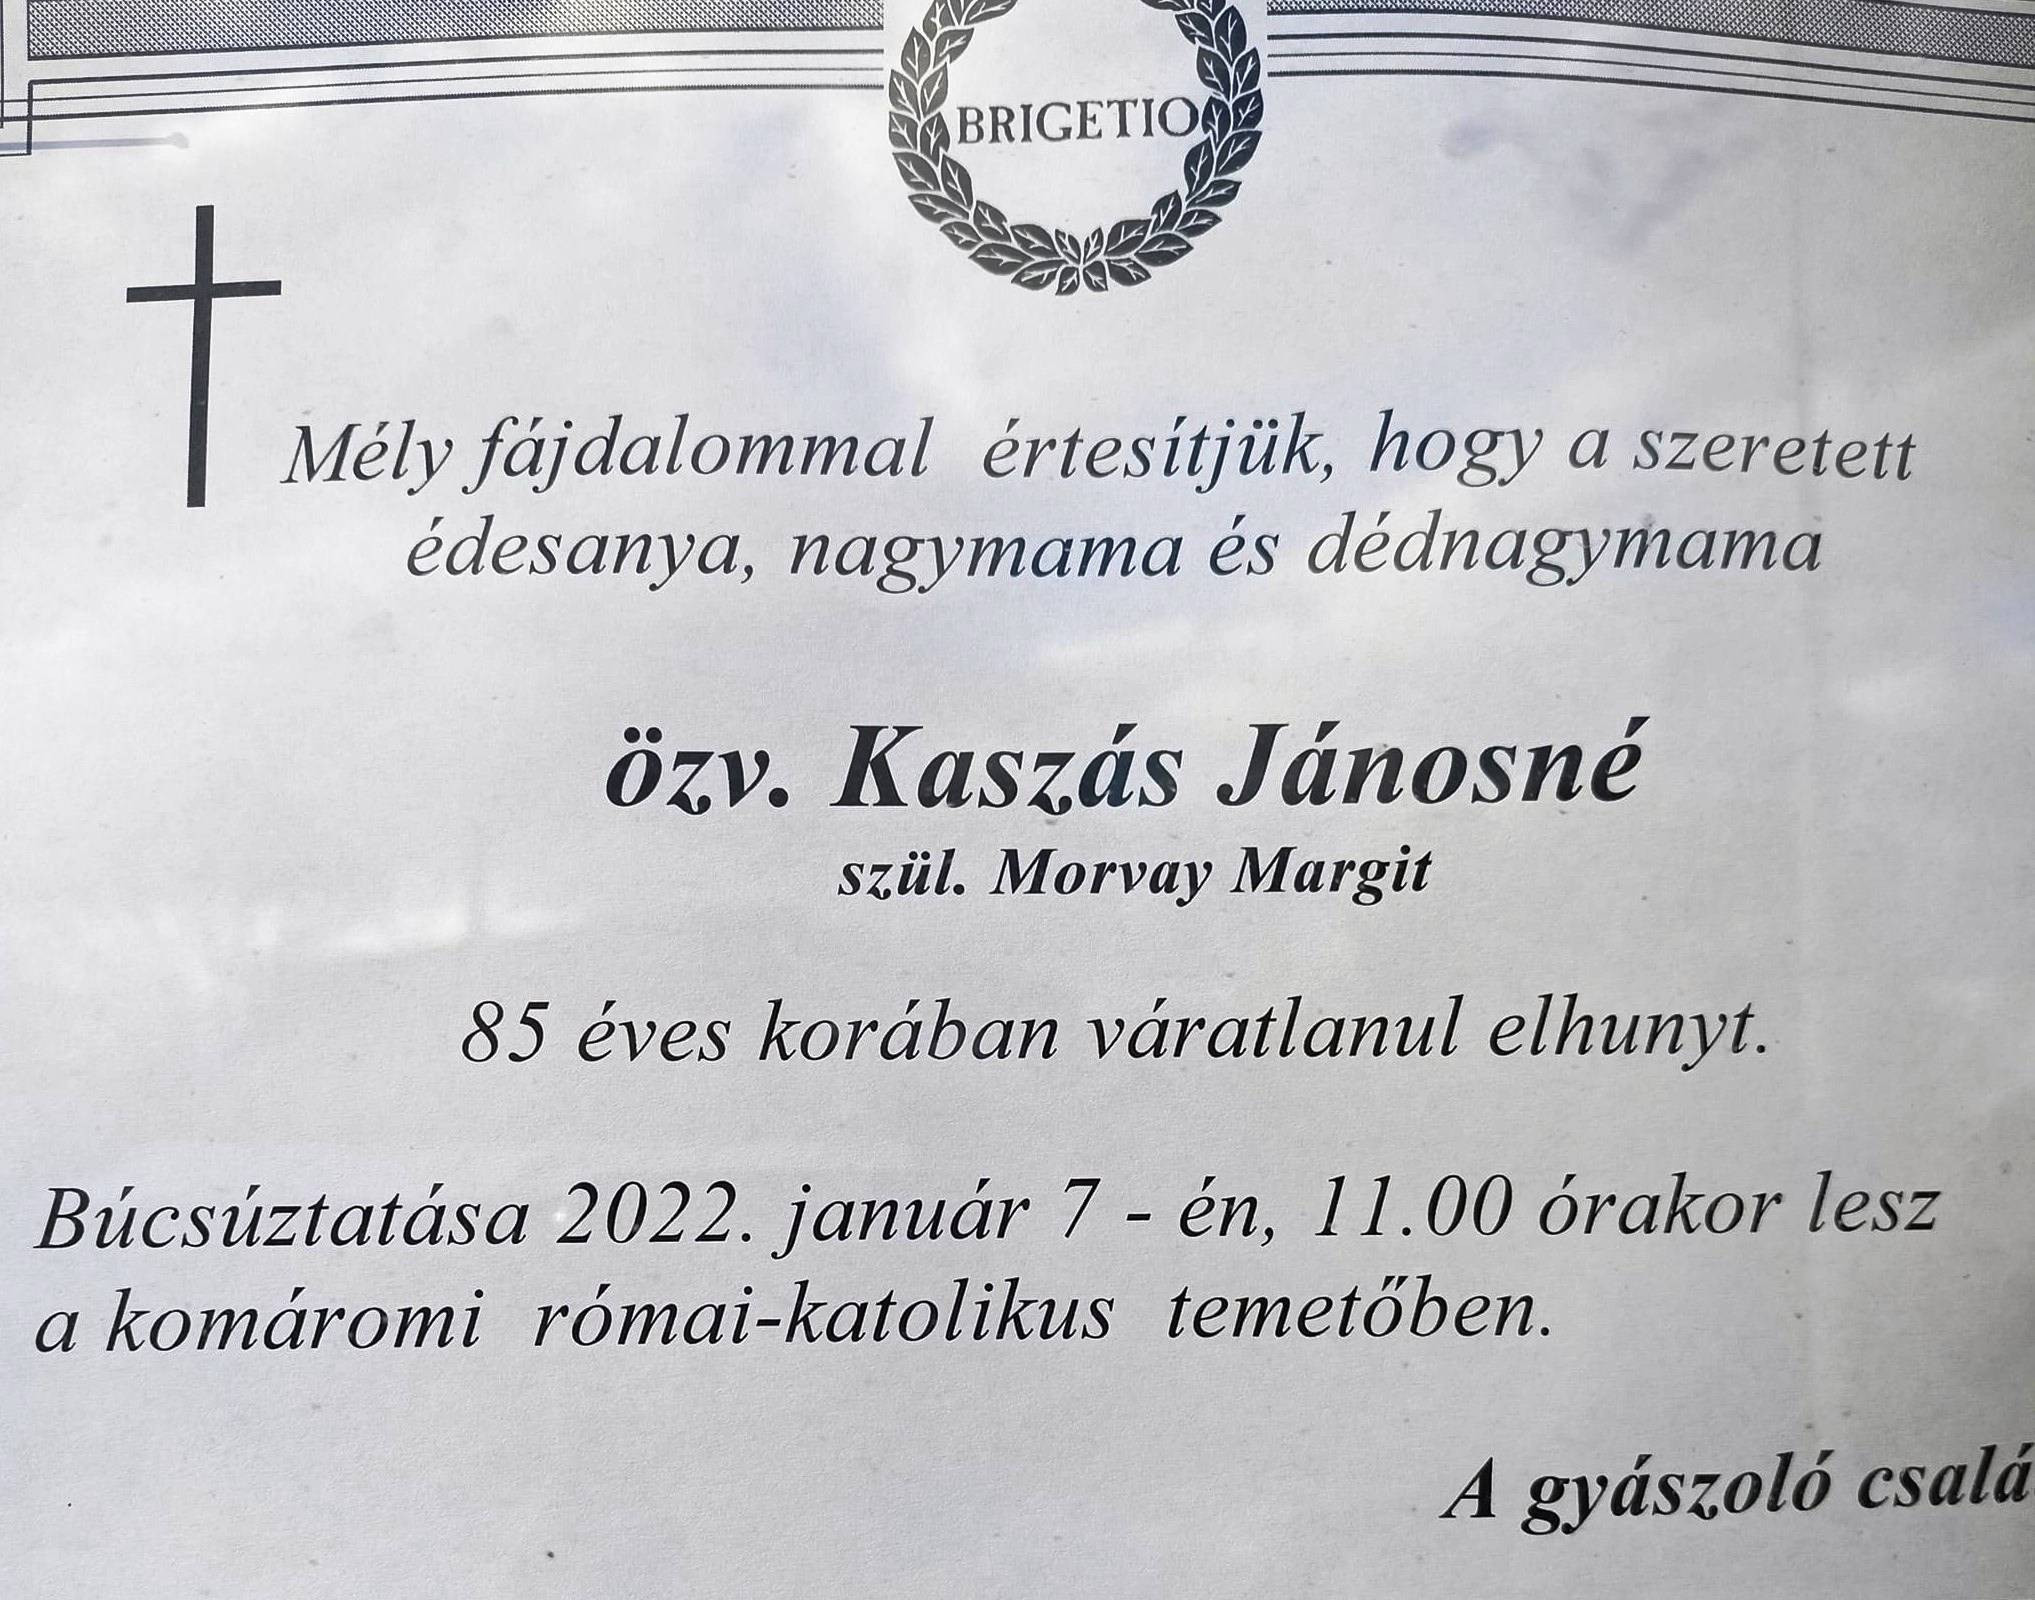 BRIGETIO
Mély fájdalommal értesítjük, hogy a szeretett
édesanya, nagymama és dédnagymama
özv. Kaszás Jánosné
szül. Morvay Margit
85 éves korában váratlanul elhunyt.
Búcsúztatása 2022. január 7 - én, 11.00 órakor lesz
a komáromi római-katolikus temetőben.
A gyászoló csalá